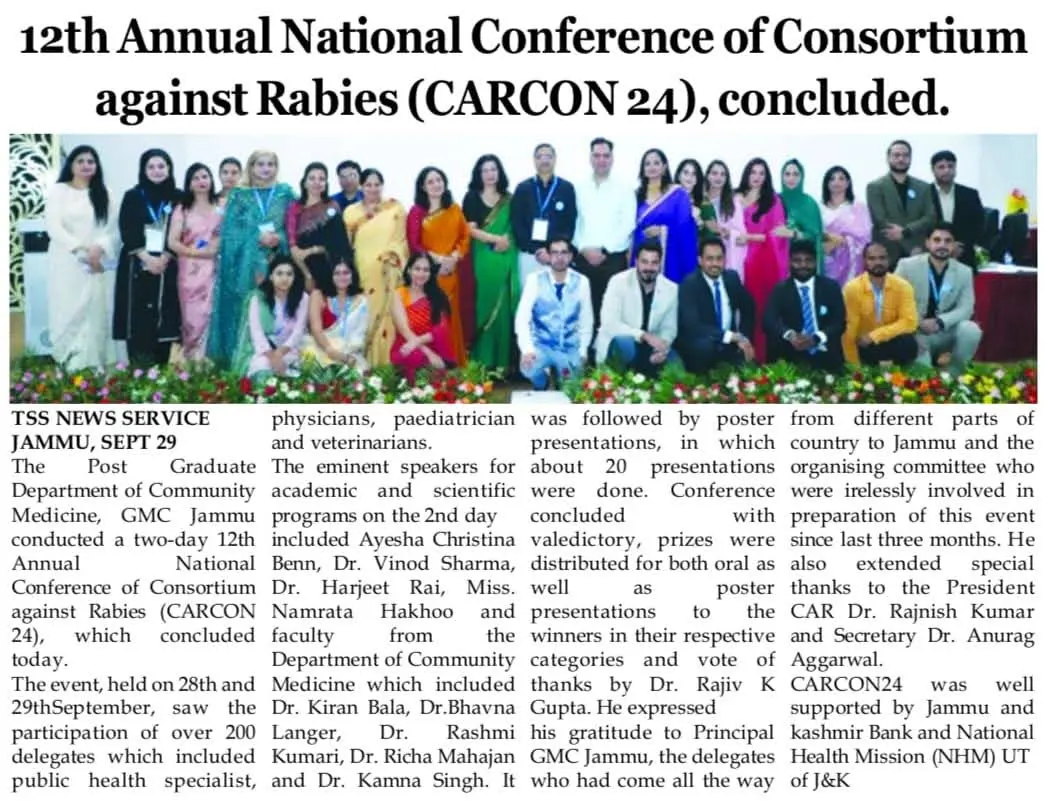 12th Annual National Conference of Consortium
against Rabies (CARCON 24), concluded.
TSS NEWS SERVICE
JAMMU, SEPT 29
The Post Graduate
Department of Community
Medicine, GMC Jammu
conducted a two-day 12th
Annual National
Conference of Consortium
against Rabies (CARCON
24), which concluded
today.
The event, held on 28th and
29thSeptember, saw the
participation of over 200
delegates which included
public health specialist,
physicians, paediatrician
and veterinarians.
The eminent speakers for
academic and scientific
programs on the 2nd day
included Ayesha Christina
Benn, Dr. Vinod Sharma,
Dr. Harjeet Rai, Miss.
Namrata Hakhoo and
faculty from the
Department of Community
Medicine which included
Dr. Kiran Bala, Dr.Bhavna
Langer, Dr. Rashmi
Kumari, Dr. Richa Mahajan
and Dr. Kamna Singh. It
was followed by poster
presentations, in which
about 20 presentations
were done. Conference
concluded with
valedictory, prizes were
distributed for both oral as
well as poster
presentations to the
winners in their respective
categories and vote of
thanks by Dr. Rajiv K
Gupta. He expressed
his gratitude to Principal
GMC Jammu, the delegates
who had come all the way
from different parts of
country to Jammu and the
organising committee who
were irelessly involved in
preparation of this event
since last three months. He
also extended special
thanks to the President
CAR Dr. Rajnish Kumar
and Secretary Dr. Anurag
Aggarwal.
CARCON24 was well
supported by Jammu and
kashmir Bank and National
Health Mission (NHM) UT
of J&K